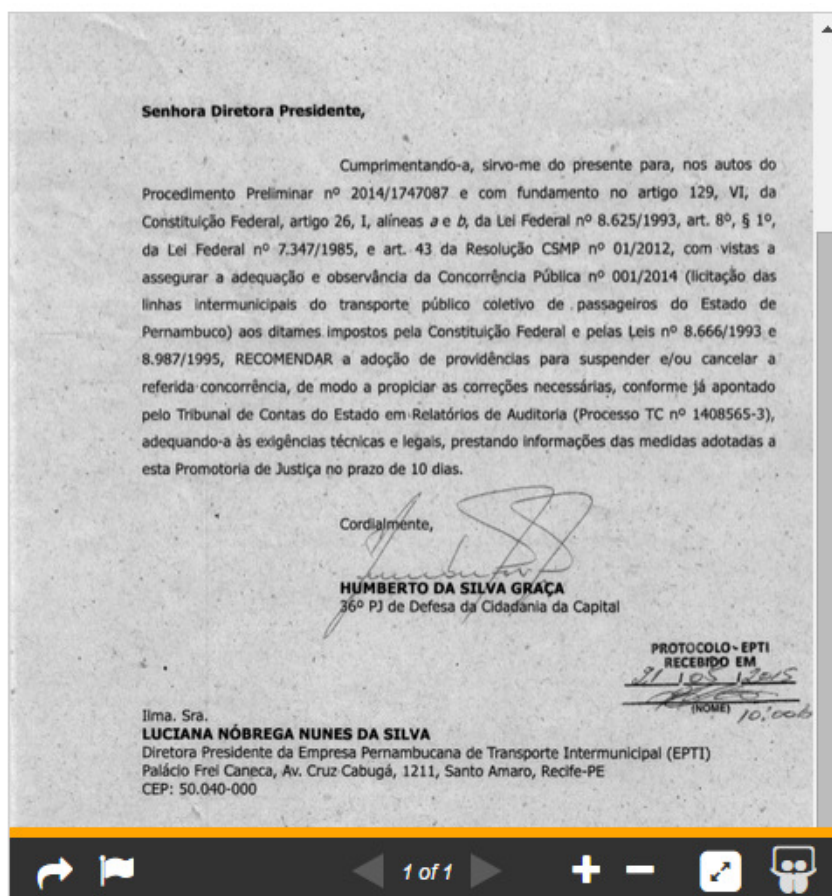 Senhora Diretora Presidente,
Cumprimentando-a, sirvo-me do presente para, nos autos do
Procedimento Preliminar nº 2014/1747087 e com fundamento no artigo 129, VI, da
Constituição Federal, artigo 26, I, alíneas a e b, da Lei Federal nº 8.625/1993, art. 8º, § 1º,
da Lei Federal nº 7.347/1985, e art. 43 da Resolução CSMP nº 01/2012, com vistas a
assegurar a adequação e observância da Concorrência Pública nº 001/2014 (licitação das
linhas intermunicipais do transporte público coletivo de passageiros do Estado de
Pernambuco) aos ditames impostos pela Constituição Federal e pelas Leis nº 8.666/1993 e
8.987/1995, RECOMENDAR a adoção de providências para suspender e/ou cancelar a
referida concorrência, de modo a propiciar as correções necessárias, conforme já apontado
pelo Tribunal de Contas do Estado em Relatórios de Auditoria (Processo TC nº 1408565-3),
adequando-a às exigências técnicas e legais, prestando informações das medidas adotadas a
esta Promotoria de Justiça no prazo de 10 dias.
Cordialmente,
HUMBERTO DA SILVA GRAÇA
36º PJ de Defesa da Cidadania da Capital
PROTOCOLO - EPTI
RECEBIDO EM
21 / 05 / 2015
(NOME) 10:00h
Ilma. Sra.
LUCIANA NÓBREGA NUNES DA SILVA
Diretora Presidente da Empresa Pernambucana de Transporte Intermunicipal (EPTI)
Palácio Frei Caneca, Av. Cruz Cabugá, 1211, Santo Amaro, Recife-PE
CEP: 50.040-000
1 of 1